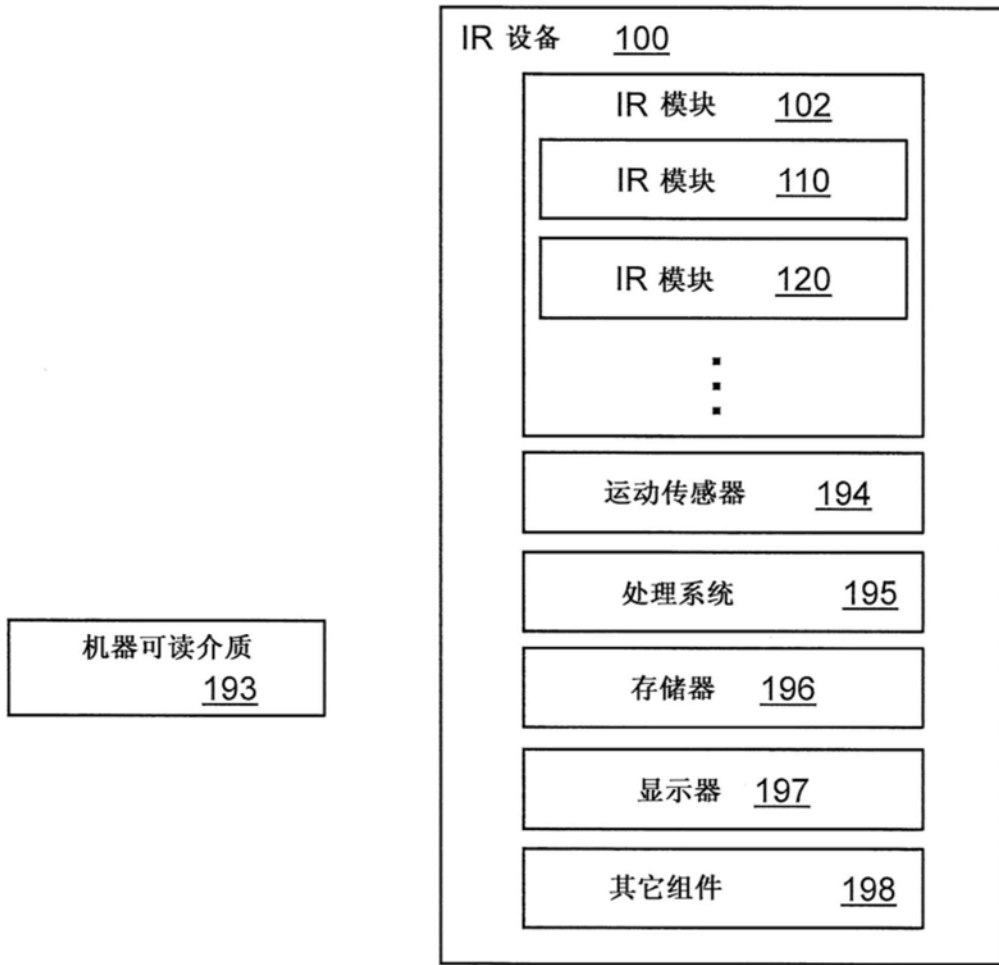 IR 设备 100
IR 模块 102
IR 模块 110
IR 模块 120
运动传感器 194
处理系统 195
机器可读介质
193
存储器 196
显示器 197
其它组件 198